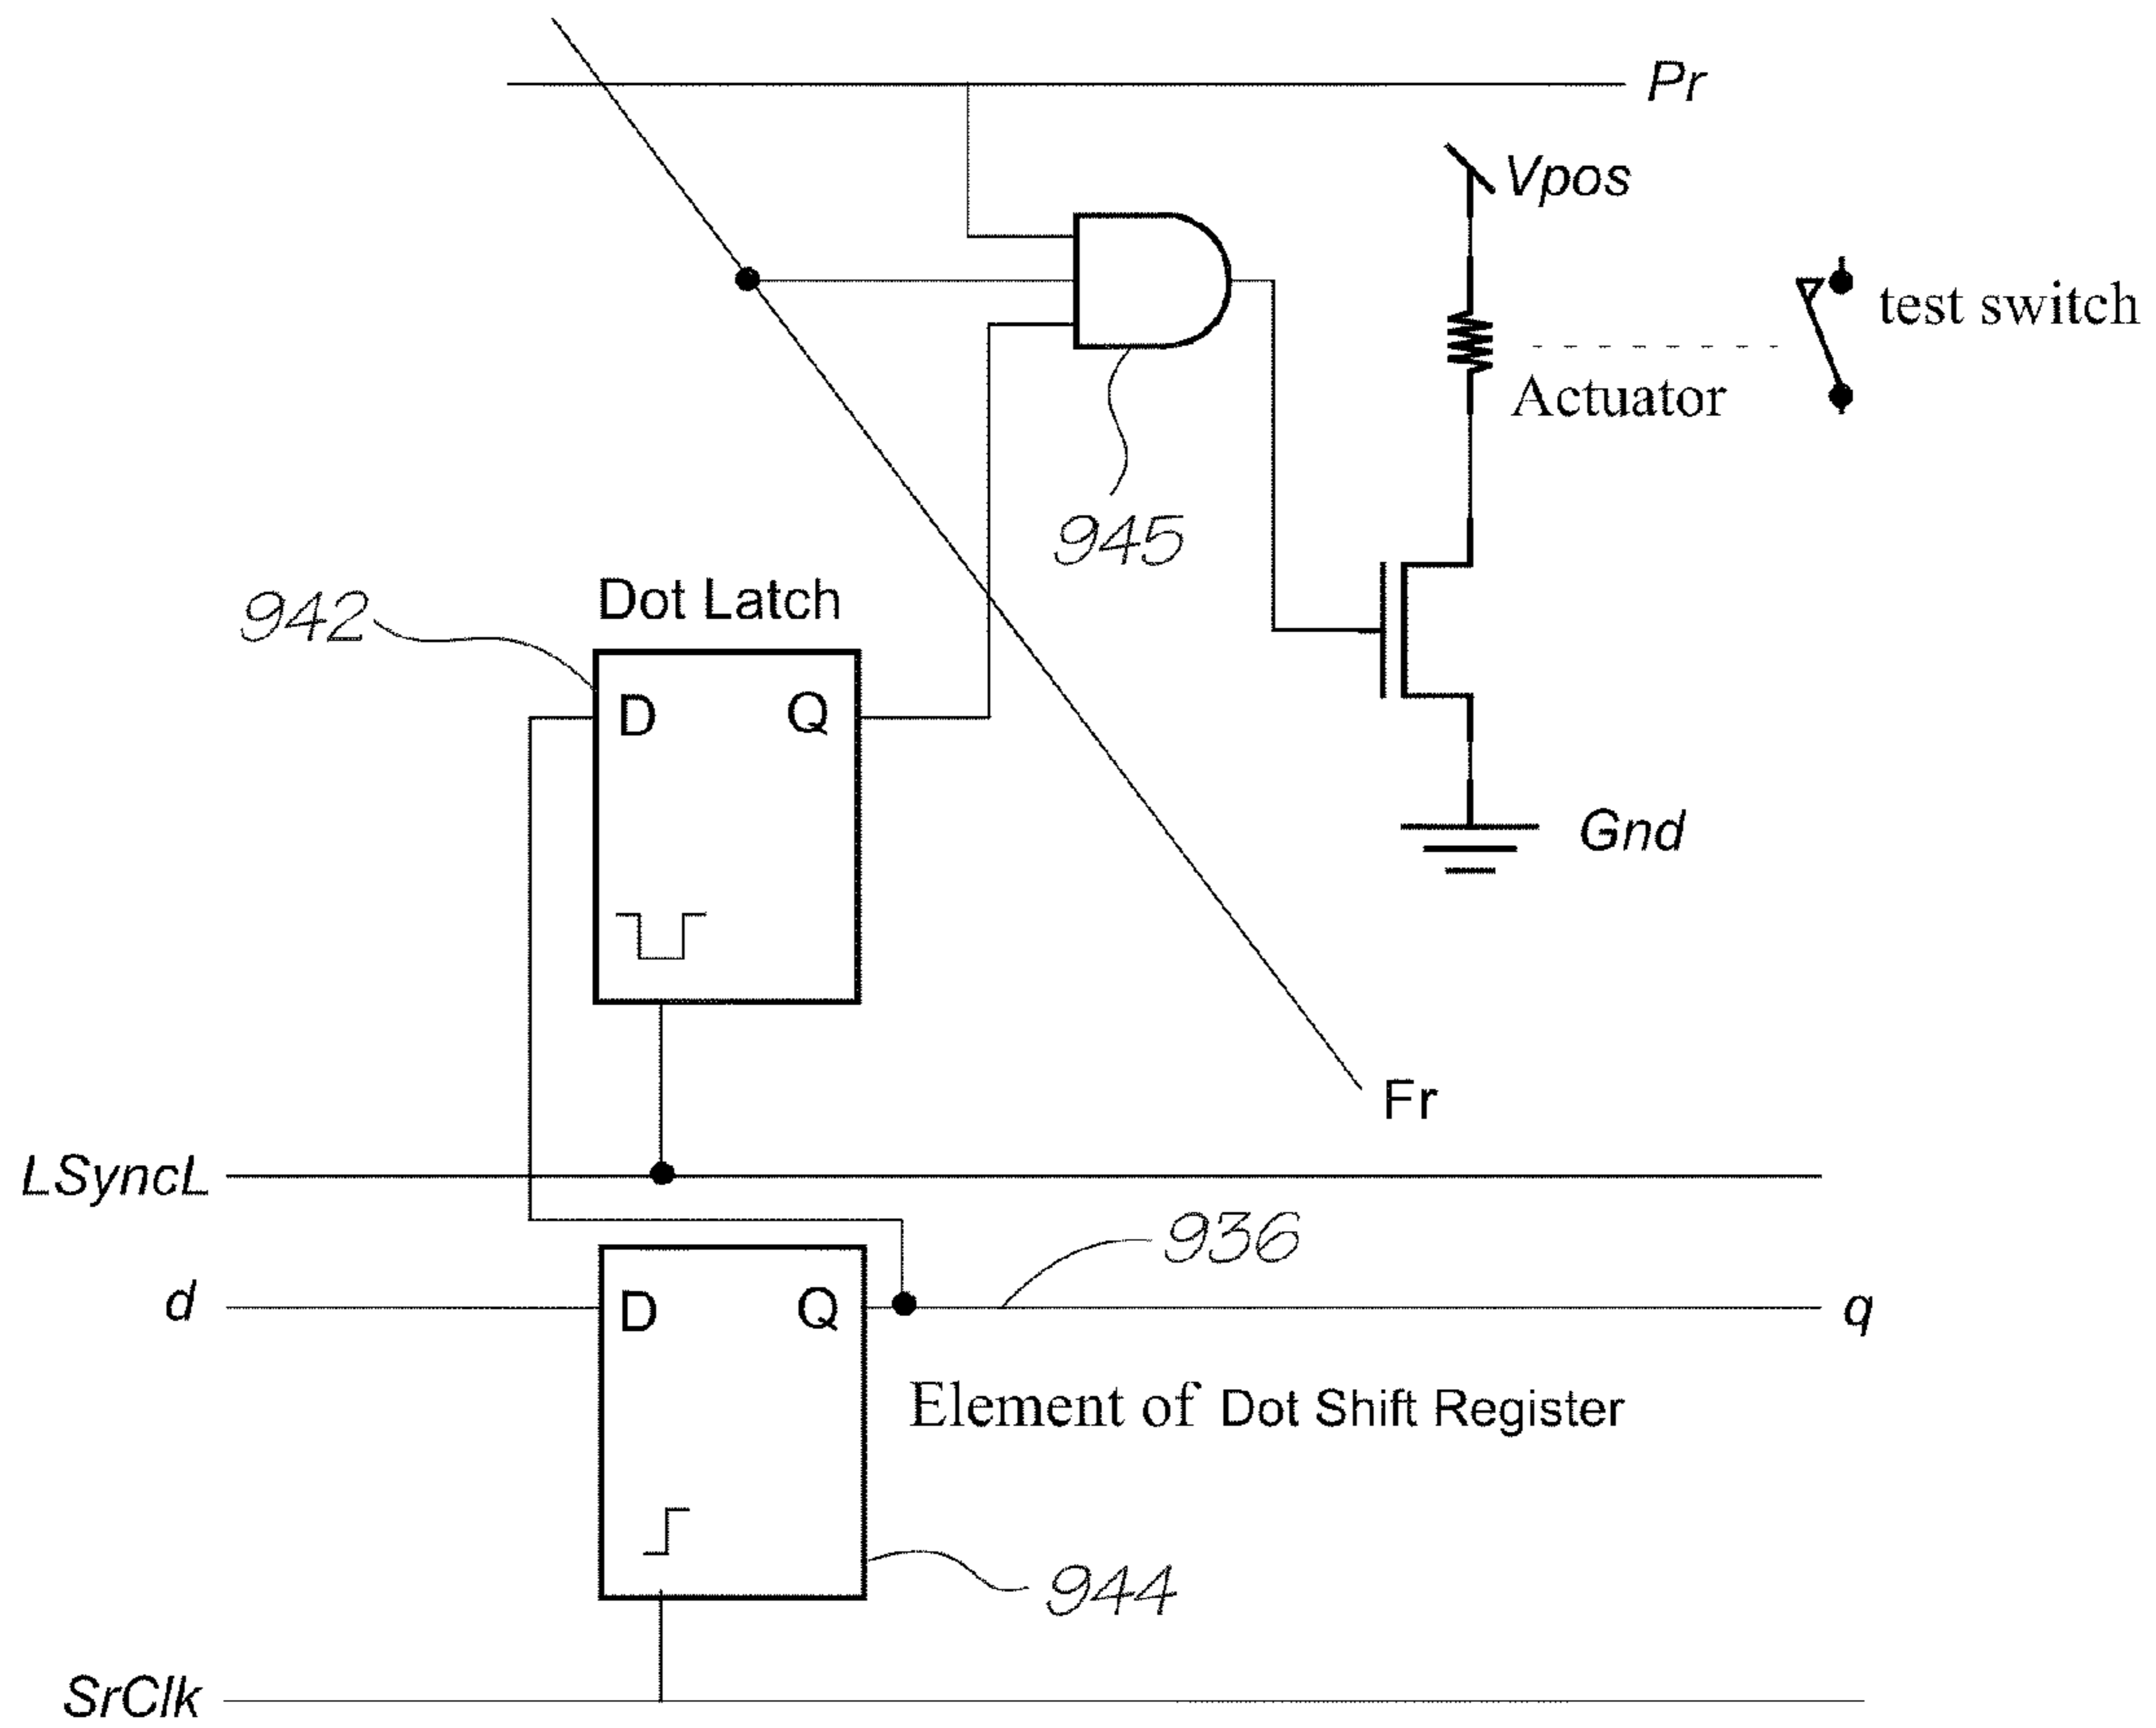 Pr
Vpos
test switch
Actuator
945
942
Dot Latch
D Q
Gnd
Fr
LSyncL
936
d
D Q
q
Element of Dot Shift Register
944
SrClk